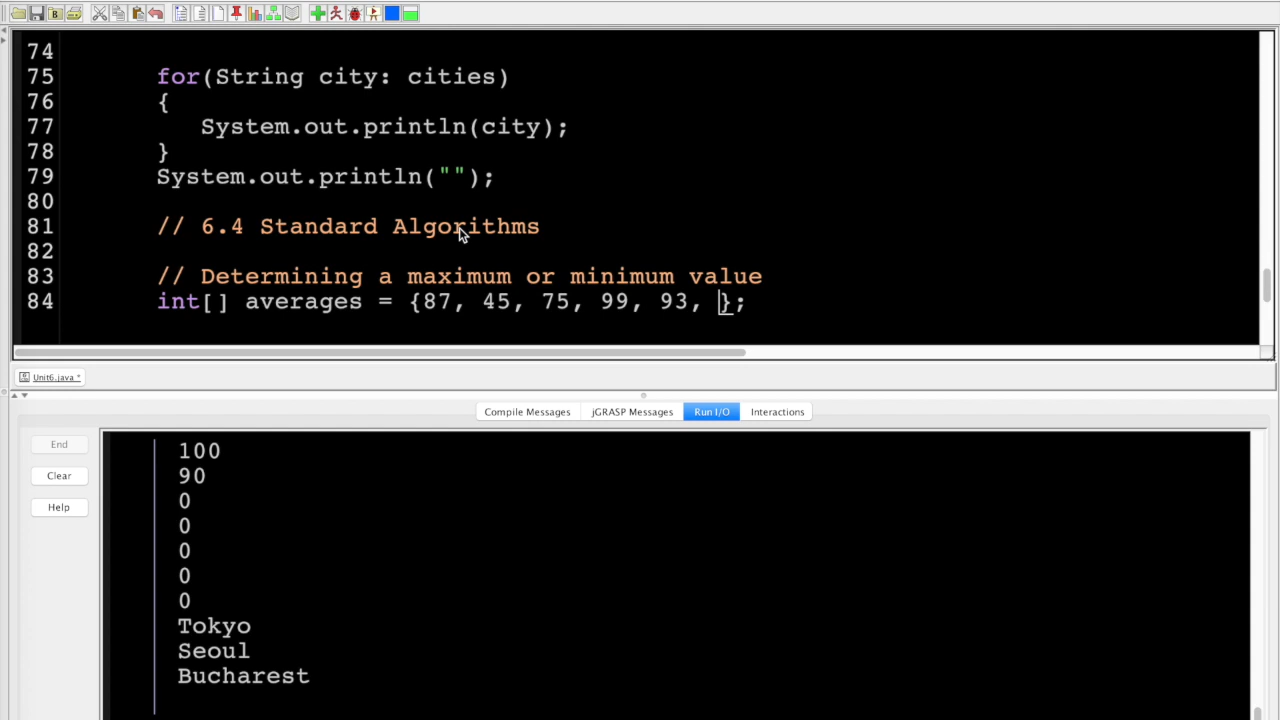 74
75 for(String city: cities)
76 {
77 System.out.println(city);
78 }
79 System.out.println("");
80
81 // 6.4 Standard Algorithms
82
83 // Determining a maximum or minimum value
84 int[] averages = {87, 45, 75, 99, 93, };
Unit6.java *
Compile Messages jGRASP Messages Run I/O Interactions
End
Clear
Help
100
90
0
0
0
0
0
Tokyo
Seoul
Bucharest